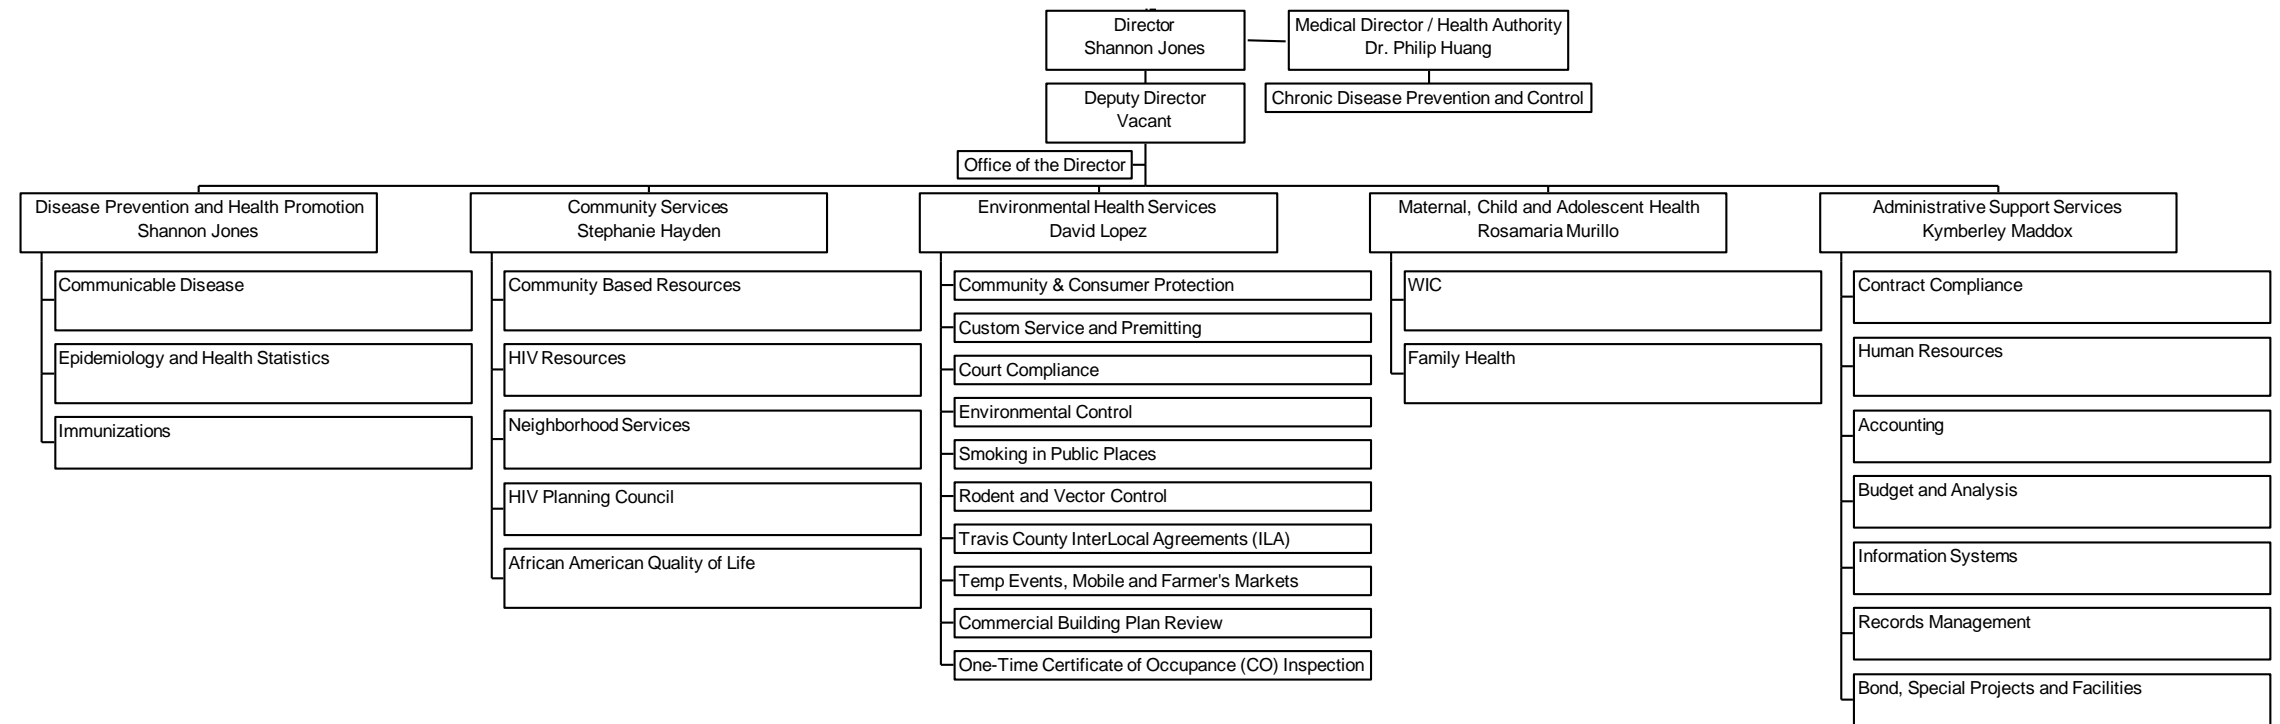 Director
Shannon Jones
Medical Director / Health Authority
Dr. Philip Huang
Deputy Director
Vacant
Chronic Disease Prevention and Control
Office of the Director
Disease Prevention and Health Promotion
Shannon Jones
Communicable Disease
Epidemiology and Health Statistics
Immunizations
Community Services
Stephanie Hayden
Community Based Resources
HIV Resources
Neighborhood Services
HIV Planning Council
African American Quality of Life
Environmental Health Services
David Lopez
Community & Consumer Protection
Custom Service and Premitting
Court Compliance
Environmental Control
Smoking in Public Places
Rodent and Vector Control
Travis County InterLocal Agreements (ILA)
Temp Events, Mobile and Farmer's Markets
Commercial Building Plan Review
One-Time Certificate of Occupance (CO) Inspection
Maternal, Child and Adolescent Health
Rosamaria Murillo
WIC
Family Health
Administrative Support Services
Kymberley Maddox
Contract Compliance
Human Resources
Accounting
Budget and Analysis
Information Systems
Records Management
Bond, Special Projects and Facilities